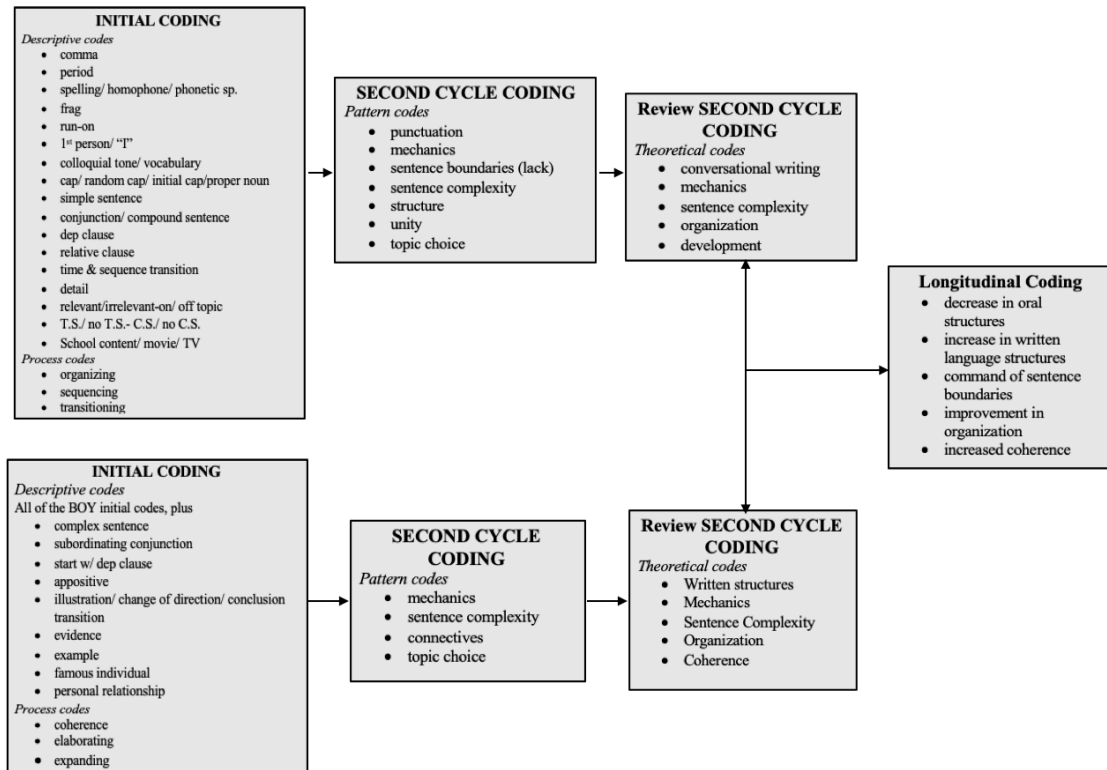 INITIAL CODING
Descriptive codes
• comma
• period
• spelling/ homophone/ phonetic sp.
• frag
• run-on
• 1st person/ “I”
• colloquial tone/ vocabulary
• cap/ random cap/ initial cap/proper noun
• simple sentence
• conjunction/ compound sentence
• dep clause
• relative clause
• time & sequence transition
• detail
• relevant/irrelevant-on/ off topic
• T.S./ no T.S.- C.S./ no C.S.
• School content/ movie/ TV
Process codes
• organizing
• sequencing
• transitioning
SECOND CYCLE CODING
Pattern codes
• punctuation
• mechanics
• sentence boundaries (lack)
• sentence complexity
• structure
• unity
• topic choice
Review SECOND CYCLE
CODING
Theoretical codes
• conversational writing
• mechanics
• sentence complexity
• organization
• development
Longitudinal Coding
• decrease in oral
structures
• increase in written
language structures
• command of sentence
boundaries
• improvement in
organization
• increased coherence
INITIAL CODING
Descriptive codes
All of the BOY initial codes, plus
• complex sentence
• subordinating conjunction
• start w/ dep clause
• appositive
• illustration/ change of direction/ conclusion
transition
• evidence
• example
• famous individual
• personal relationship
Process codes
• coherence
• elaborating
• expanding
SECOND CYCLE
CODING
Pattern codes
• mechanics
• sentence complexity
• connectives
• topic choice
Review SECOND CYCLE
CODING
Theoretical codes
• Written structures
• Mechanics
• Sentence Complexity
• Organization
• Coherence